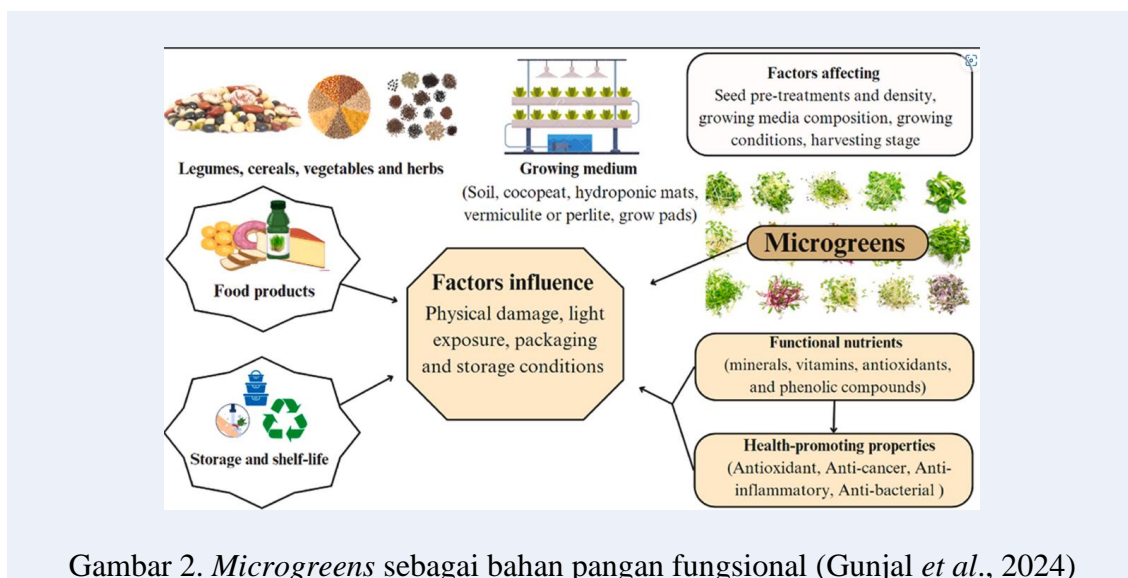 Legumes, cereals, vegetables and herbs
Growing medium
(Soil, cocopeat, hydroponic mats,
vermiculite or perlite, grow pads)
Factors affecting
Seed pre-treatments and density,
growing media composition, growing
conditions, harvesting stage
Microgreens
Food products
Factors influence
Physical damage, light
exposure, packaging
and storage conditions
Storage and shelf-life
Functional nutrients
(minerals, vitamins, antioxidants,
and phenolic compounds)
Health-promoting properties
(Antioxidant, Anti-cancer, Anti-
inflammatory, Anti-bacterial )
Gambar 2. Microgreens sebagai bahan pangan fungsional (Gunjal et al., 2024)